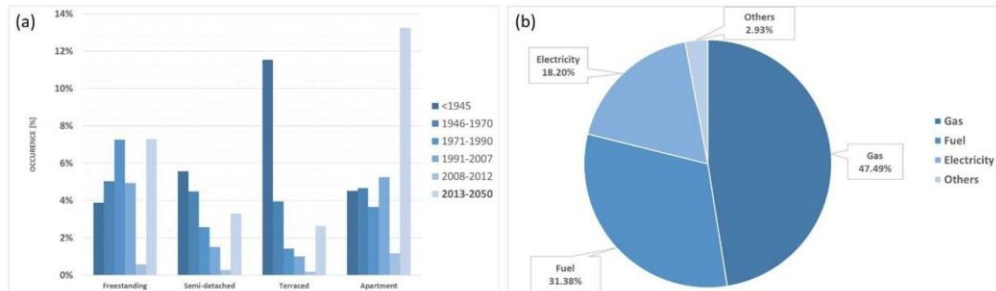 (a)
14%
12%
10%
8%
6%
4%
2%
0%
OCCURENCE [%]
Freestanding
Semi-detached
Terraced
Apartment
<1945
1946-1970
1971-1990
1991-2007
2008-2012
2013-2050
(b)
Others
2.93%
Electricity
18.20%
Gas
47.49%
Fuel
31.38%
Gas
Fuel
Electricity
Others